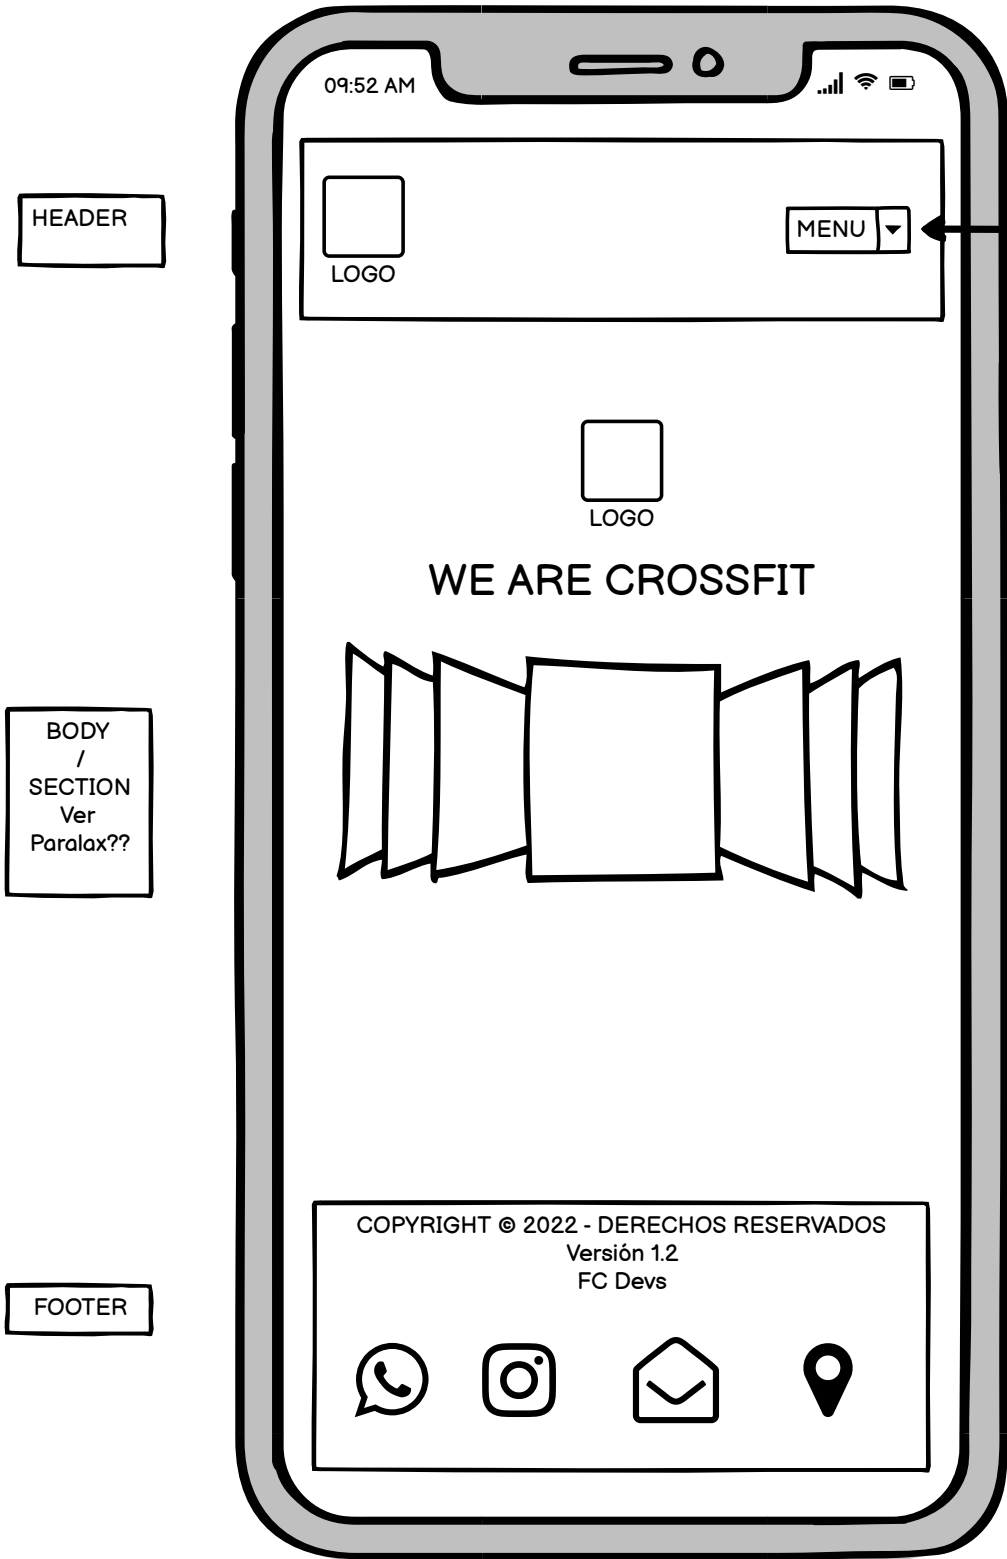 09:52 AM
HEADER
LOGO
MENU
LOGO
WE ARE CROSSFIT
BODY
/
SECTION
Ver
Paralax??
COPYRIGHT © 2022 - DERECHOS RESERVADOS
Versión 1.2
FC Devs
FOOTER